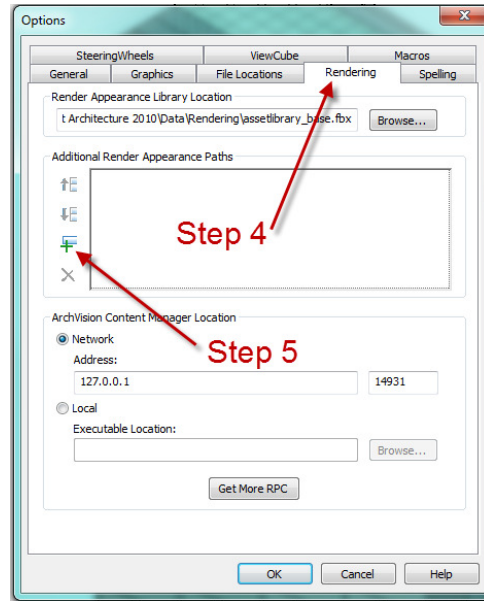 Options
SteeringWheels ViewCube Macros
General Graphics File Locations Rendering Spelling
Render Appearance Library Location
t Architecture 2010\Data\Rendering\assetlibrary_base.fbx Browse...
Additional Render Appearance Paths
Step 4
ArchVision Content Manager Location
Step 5
Network
Address:
127.0.0.1 14931
Local
Executable Location:
Browse...
Get More RPC
OK Cancel Help